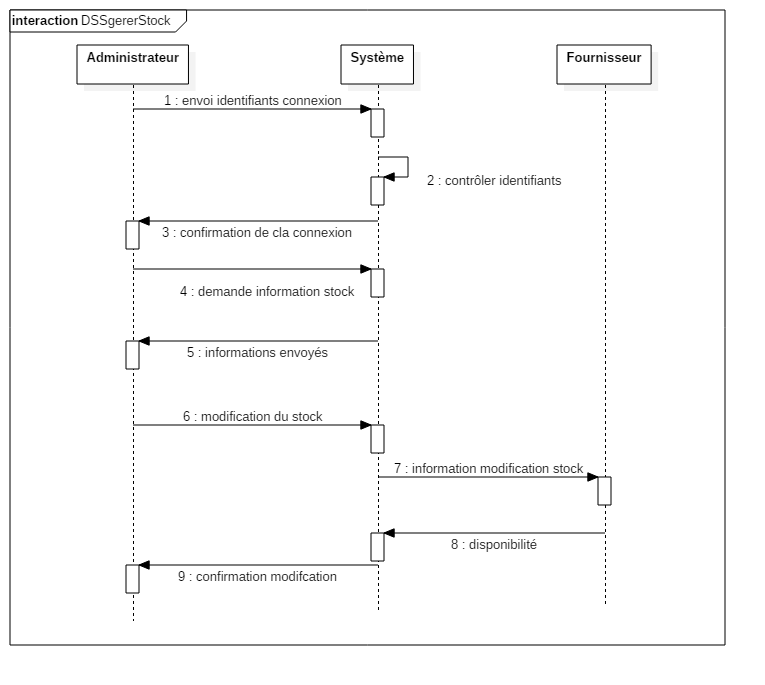 interaction DSSgererStock
Administrateur
Système
Fournisseur
1 : envoi identifiants connexion
2 : contrôler identifiants
3 : confirmation de cla connexion
4 : demande information stock
5 : informations envoyés
6 : modification du stock
7 : information modification stock
8 : disponibilité
9 : confirmation modifcation